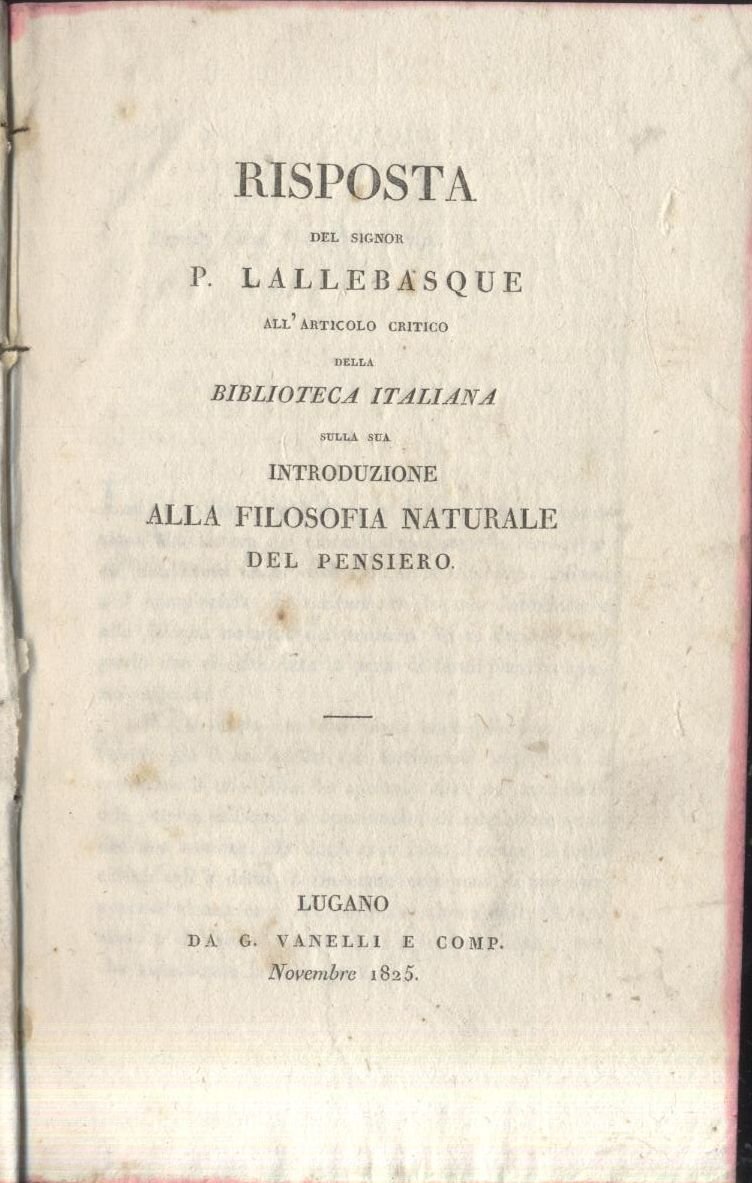 RISPOSTA
DEL SIGNOR
P. LALLEBASQUE
ALL' ARTICOLO CRITICO
DELLA
BIBLIOTECA ITALIANA
SULLA SUA
INTRODUZIONE
ALLA FILOSOFIA NATURALE
DEL PENSIERO.
LUGANO
DA G. VANELLI E COMP.
Novembre 1825.